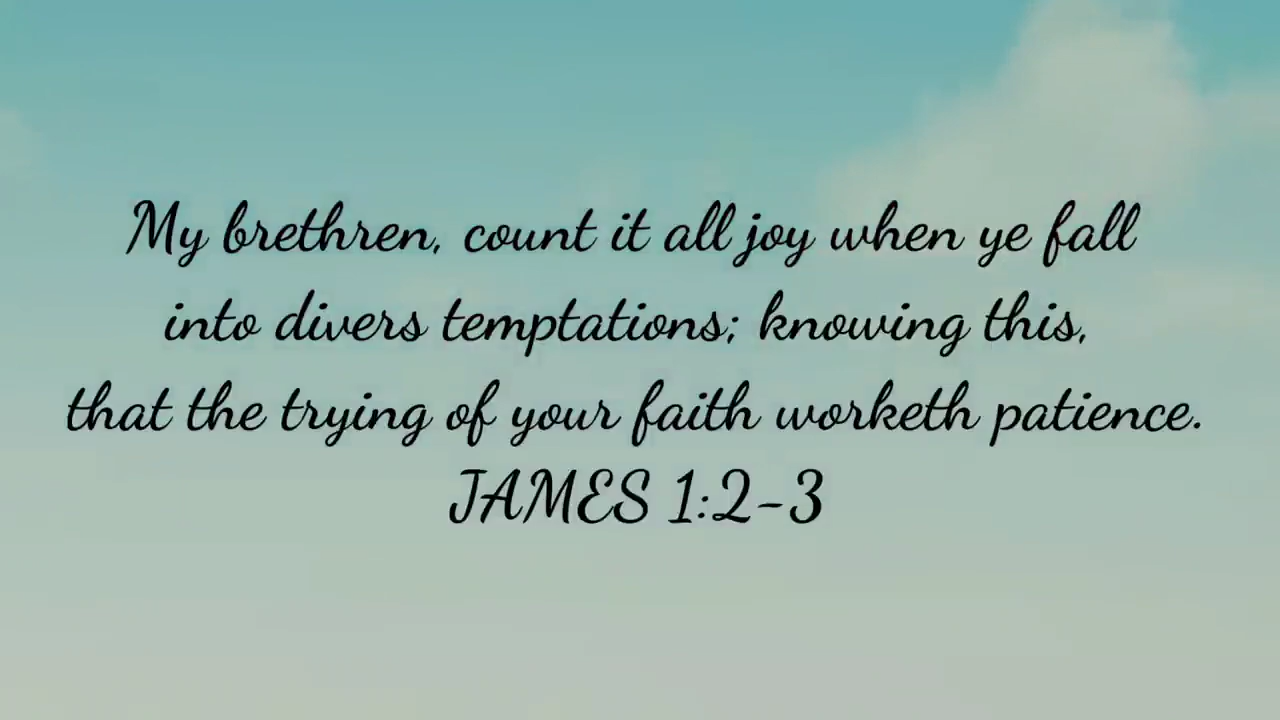 My brethren, count it all joy when ye fall
into divers temptations; knowing this,
that the trying of your faith worketh patience.
JAMES 1:2-3